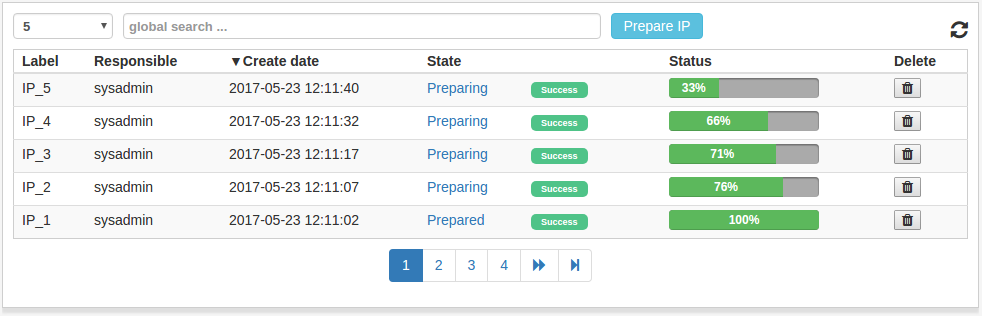 5 global search ... Prepare IP
Label Responsible ▼Create date State Status Delete
IP_5 sysadmin 2017-05-23 12:11:40 Preparing Success 33%
IP_4 sysadmin 2017-05-23 12:11:32 Preparing Success 66%
IP_3 sysadmin 2017-05-23 12:11:17 Preparing Success 71%
IP_2 sysadmin 2017-05-23 12:11:07 Preparing Success 76%
IP_1 sysadmin 2017-05-23 12:11:02 Prepared Success 100%
1 2 3 4